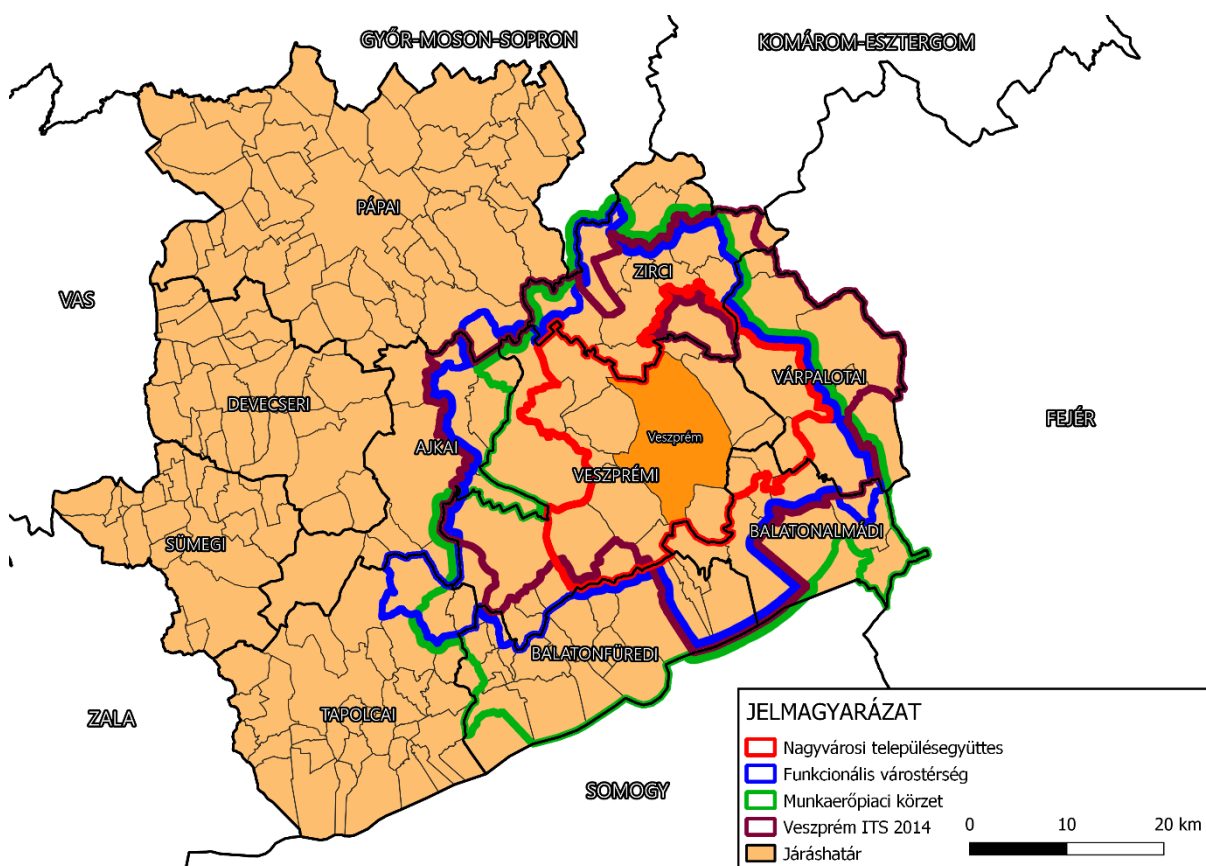 GYŐR-MOSON-SOPRON
KOMÁROM-ESZTERGOM
PÁPAI
ZIRCI
VAS
VÁRPALOTAI
DEVECSERI
FEJÉR
AJKAI
Veszprém
VESZPRÉMI
SÜMEGI
BALATONALMÁDI
BALATONFÜREDI
ZALA
TAPOLCAI
SOMOGY
JELMAGYARÁZAT
Nagyvárosi településegyüttes
Funkcionális várostérség
Munkaerőpiaci körzet
Veszprém ITS 2014
Járáshatár
0 10 20 km